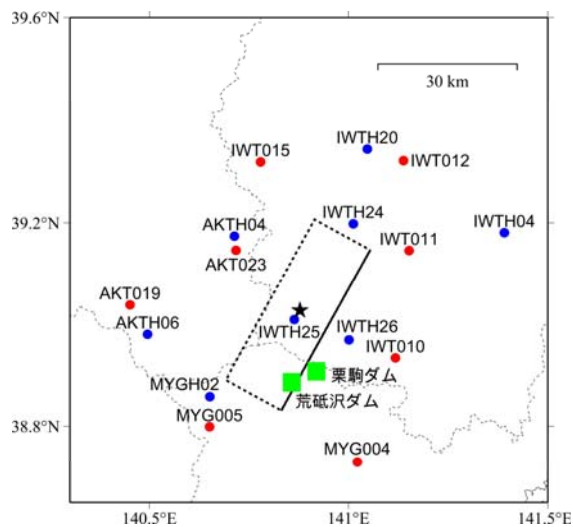 39.6°N
30 km
IWTH20
IWT015
IWT012
39.2°N
AKTH04
IWTH24
IWTH04
IWT011
AKT023
AKT019
AKTH06
IWTH25
IWTH26
IWT010
栗駒ダム
MYGH02
荒砥沢ダム
MYG005
38.8°N
MYG004
140.5°E
141°E
141.5°E